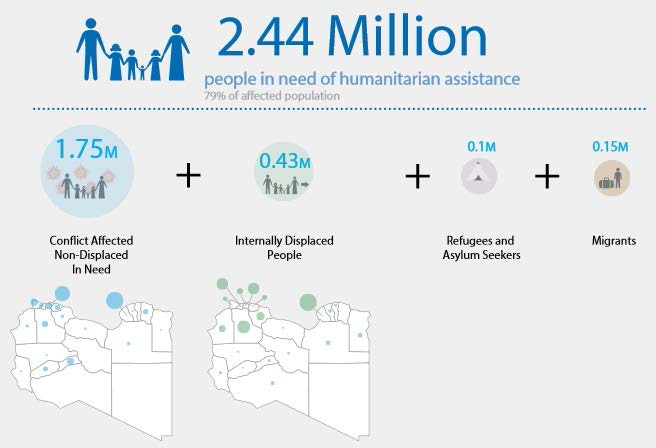 2.44 Million
people in need of humanitarian assistance
79% of affected population
1.75M
0.43M
0.1M
0.15M
+
+
+
Conflict Affected
Non-Displaced
In Need
Internally Displaced
People
Refugees and
Asylum Seekers
Migrants